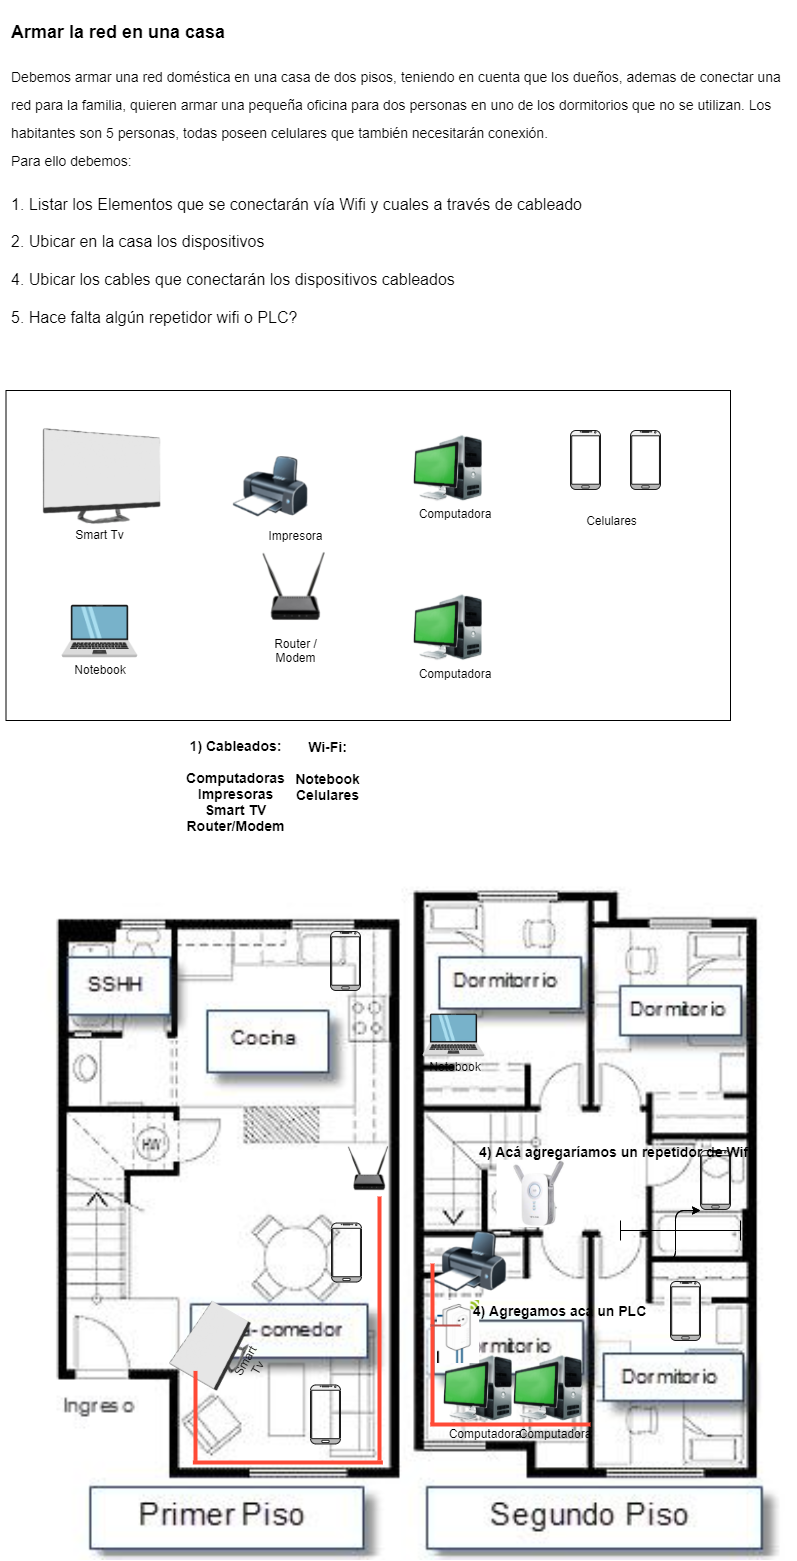 Armar la red en una casa
Debemos armar una red doméstica en una casa de dos pisos, teniendo en cuenta que los dueños, ademas de conectar una
red para la familia, quieren armar una pequeña oficina para dos personas en uno de los dormitorios que no se utilizan. Los
habitantes son 5 personas, todas poseen celulares que también necesitarán conexión.
Para ello debemos:
1. Listar los Elementos que se conectarán vía Wifi y cuales a través de cableado
2. Ubicar en la casa los dispositivos
4. Ubicar los cables que conectarán los dispositivos cableados
5. Hace falta algún repetidor wifi o PLC?
Smart Tv
Impresora
Computadora
Celulares
Notebook
Router /
Modem
Computadora
1) Cableados:
Computadoras
Impresoras
Smart TV
Router/Modem
Wi-Fi:
Notebook
Celulares
SSHH
Cocina
HW
a-comedor
Smart
Tv
Ingreso
Primer Piso
Dormitorrio
Dormitorio
Notebook
4) Acá agregaríamos un repetidor de Wif
4) Agregamos acá un PLC
rmitorio
Dormitorio
Computadora
Computadora
Segundo Piso